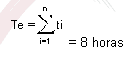 n
Te = ∑ ti
i=1
= 8 horas